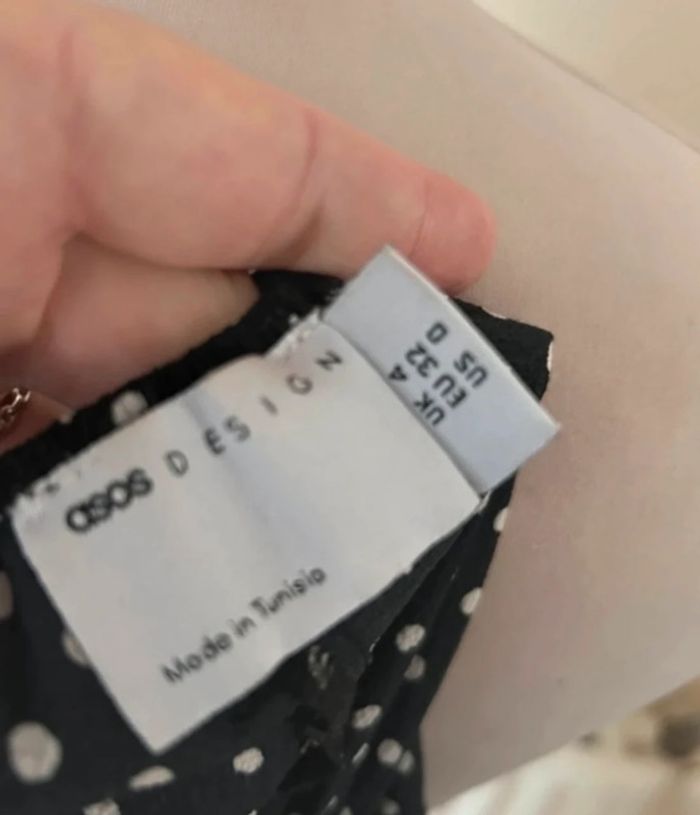 asos DESIGN
Made in Tunisia
UK 4
EU 32
US 0